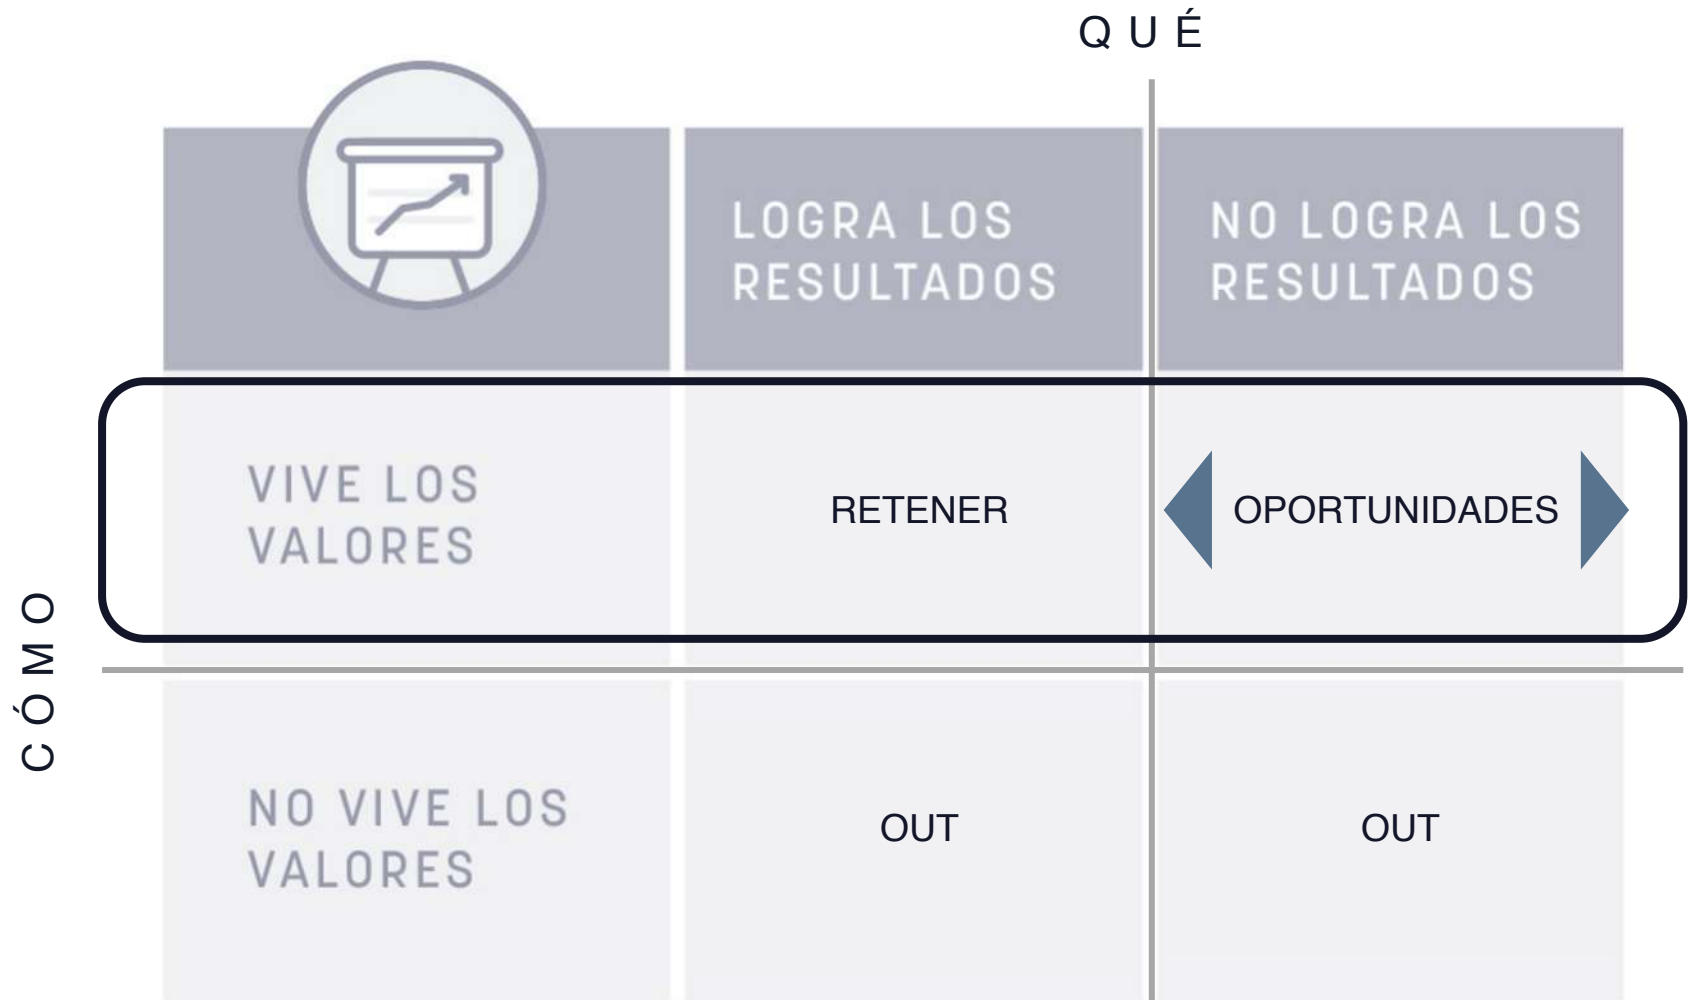 QUÉ
LOGRA LOS
RESULTADOS
NO LOGRA LOS
RESULTADOS
CÓMO
VIVE LOS
VALORES
RETENER
OPORTUNIDADES
NO VIVE LOS
VALORES
OUT
OUT